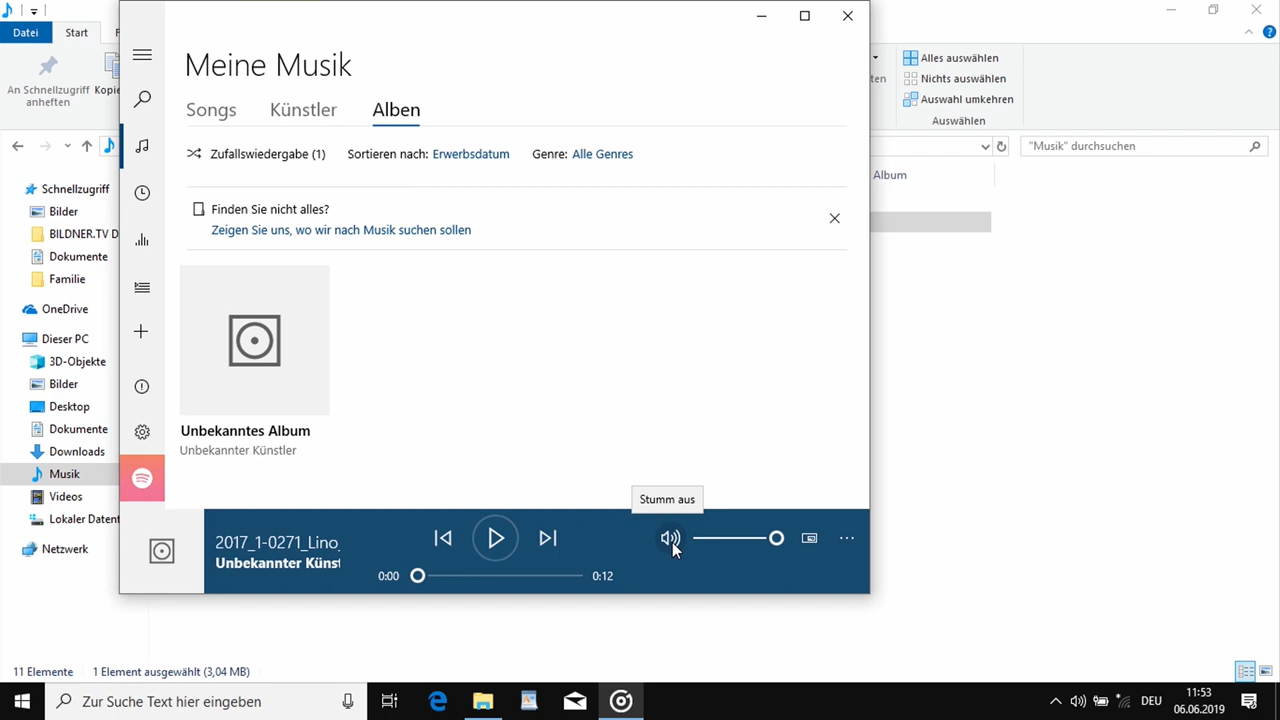 Datei
Start
F
An Schnellzugriff
anheften
Kopie
ten
Alles auswählen
Nichts auswählen
Auswahl umkehren
Auswählen
"Musik" durchsuchen
Album
Schnellzugriff
Bilder
BILDNER.TV D
Dokumente
Familie
OneDrive
Dieser PC
3D-Objekte
Bilder
Desktop
Dokumente
Downloads
Musik
Videos
Lokaler Datent
Netzwerk
Meine Musik
Songs Künstler Alben
Zufallswiedergabe (1) Sortieren nach: Erwerbsdatum Genre: Alle Genres
Finden Sie nicht alles?
Zeigen Sie uns, wo wir nach Musik suchen sollen
Unbekanntes Album
Unbekannter Künstler
Stumm aus
2017_1-0271_Lino_
Unbekannter Künst
0:00 0:12
11 Elemente 1 Element ausgewählt (3,04 MB)
Zur Suche Text hier eingeben
DEU
11:53
06.06.2019